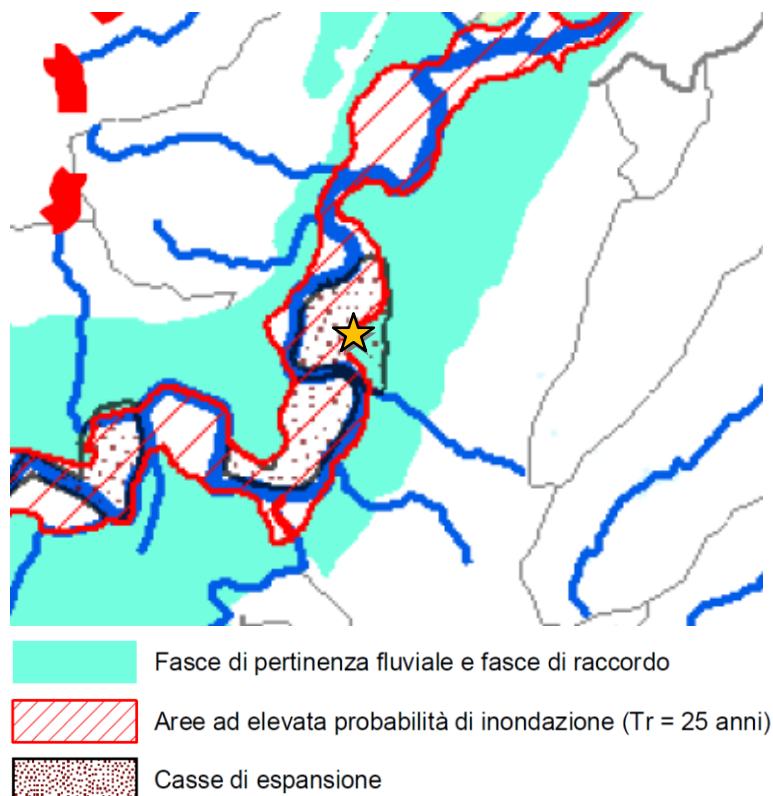 Fasce di pertinenza fluviale e fasce di raccordo
Aree ad elevata probabilità di inondazione (Tr = 25 anni)
Casse di espansione